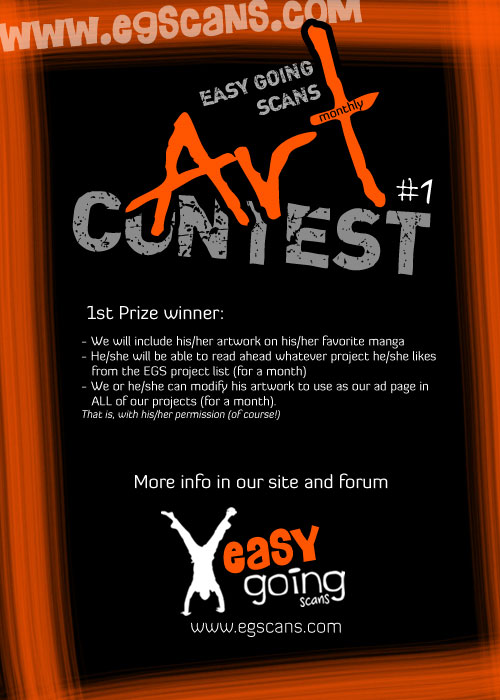 www.egscans.com
EASY GOING
SCANS
monthly
Art
#1
CONTEST
1st Prize winner:
- We will include his/her artwork on his/her favorite manga
- He/she will be able to read ahead whatever project he/she likes
from the EGS project list (for a month)
- We or he/she can modify his artwork to use as our ad page in
ALL of our projects (for a month).
That is, with his/her permission (of course!)
More info in our site and forum
easy
going
scans
www.egscans.com